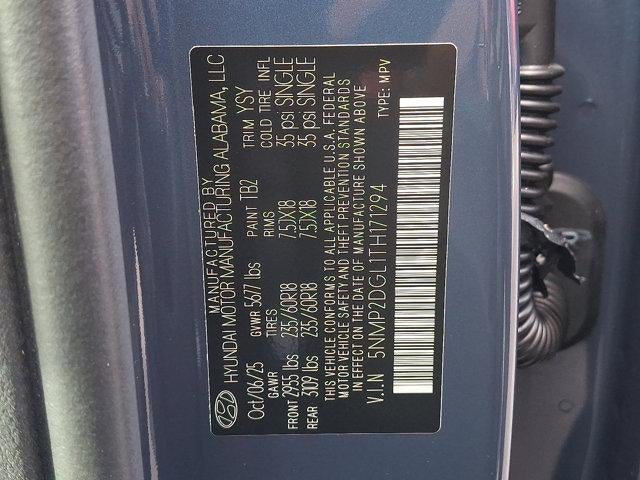 MANUFACTURED BY
HYUNDAI MOTOR MANUFACTURING ALABAMA, LLC
Oct/06/25 GVWR 5677 lbs PAINT TB2 TRIM YSY
GAWR TIRES RIMS COLD TIRE INFL
FRONT 2955 lbs 235/60R18 7.5JX18 35 psi SINGLE
REAR 3109 lbs 235/60R18 7.5JX18 35 psi SINGLE
THIS VEHICLE CONFORMS TO ALL APPLICABLE U.S.A. FEDERAL
MOTOR VEHICLE SAFETY AND THEFT PREVENTION STANDARDS
IN EFFECT ON THE DATE OF MANUFACTURE SHOWN ABOVE
V.I.N 5NMP2DGL1TH171294 TYPE: MPV